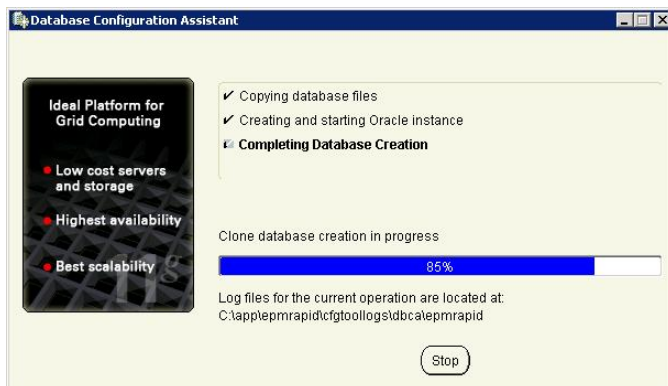 Database Configuration Assistant
Ideal Platform for
Grid Computing
Low cost servers
and storage
Highest availability
Best scalability
11g
Copying database files
Creating and starting Oracle instance
Completing Database Creation
Clone database creation in progress
85%
Log files for the current operation are located at:
C:\app\epmrapid\cfgtoollogs\dbca\epmrapid
Stop